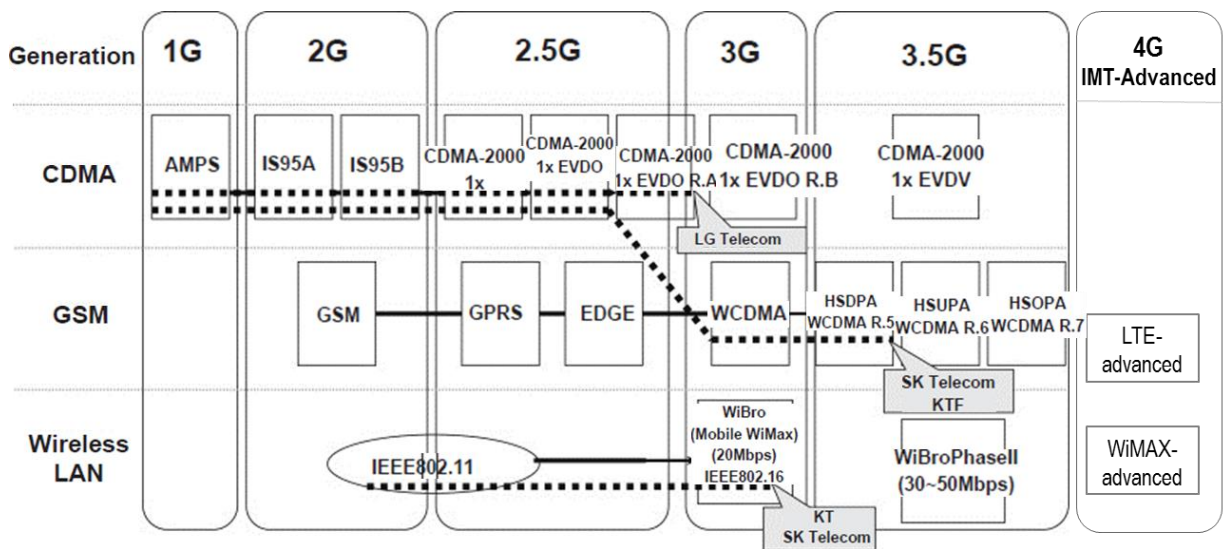 Generation
1G
2G
2.5G
3G
3.5G
4G
IMT-Advanced
CDMA
AMPS
IS95A
IS95B
CDMA-2000
1x
CDMA-2000
1x EVDO
CDMA-2000
1x EVDO R.A
CDMA-2000
1x EVDO R.B
CDMA-2000
1x EVDV
LG Telecom
GSM
GSM
GPRS
EDGE
WCDMA
HSDPA
WCDMA R.5
HSUPA
WCDMA R.6
HSOPA
WCDMA R.7
LTE-
advanced
SK Telecom
KTF
Wireless
LAN
IEEE802.11
WiBro
(Mobile WiMax)
(20Mbps)
IEEE802.16
WiBroPhaseII
(30~50Mbps)
WiMAX-
advanced
KT
SK Telecom